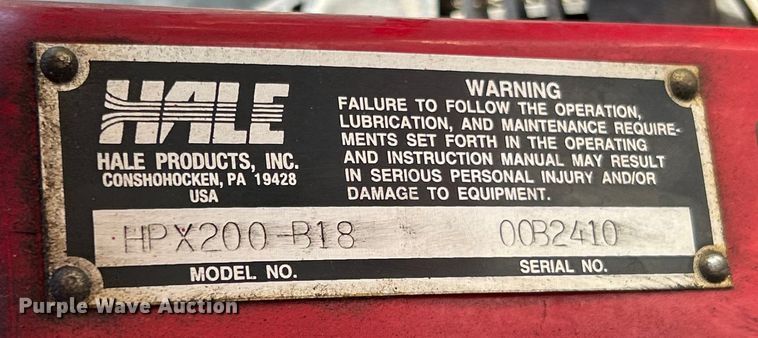 HALE
HALE PRODUCTS, INC.
CONSHOHOCKEN, PA 19428
USA
WARNING
FAILURE TO FOLLOW THE OPERATION,
LUBRICATION, AND MAINTENANCE REQUIRE-
MENTS SET FORTH IN THE OPERATING
AND INSTRUCTION MANUAL MAY RESULT
IN SERIOUS PERSONAL INJURY AND/OR
DAMAGE TO EQUIPMENT.
HPX200-B18
MODEL NO.
00B2410
SERIAL NO.
Purple Wave Auction